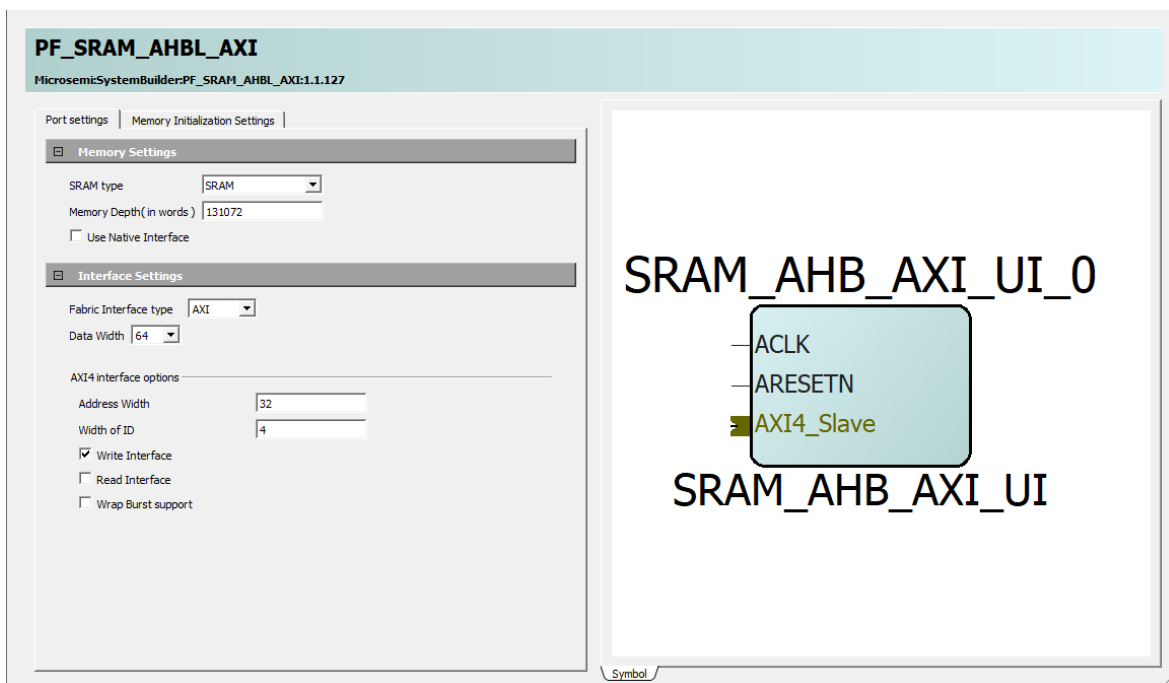 PF_SRAM_AHBL_AXI
Microsemi:SystemBuilder:PF_SRAM_AHBL_AXI:1.1.127
Port settings Memory Initialization Settings
Memory Settings
SRAM type SRAM
Memory Depth( in words ) 131072
Use Native Interface
Interface Settings
Fabric Interface type AXI
Data Width 64
AXI4 interface options
Address Width 32
Width of ID 4
Write Interface
Read Interface
Wrap Burst support
SRAM_AHB_AXI_UI_0
ACLK
ARESETN
AXI4_Slave
SRAM_AHB_AXI_UI
Symbol